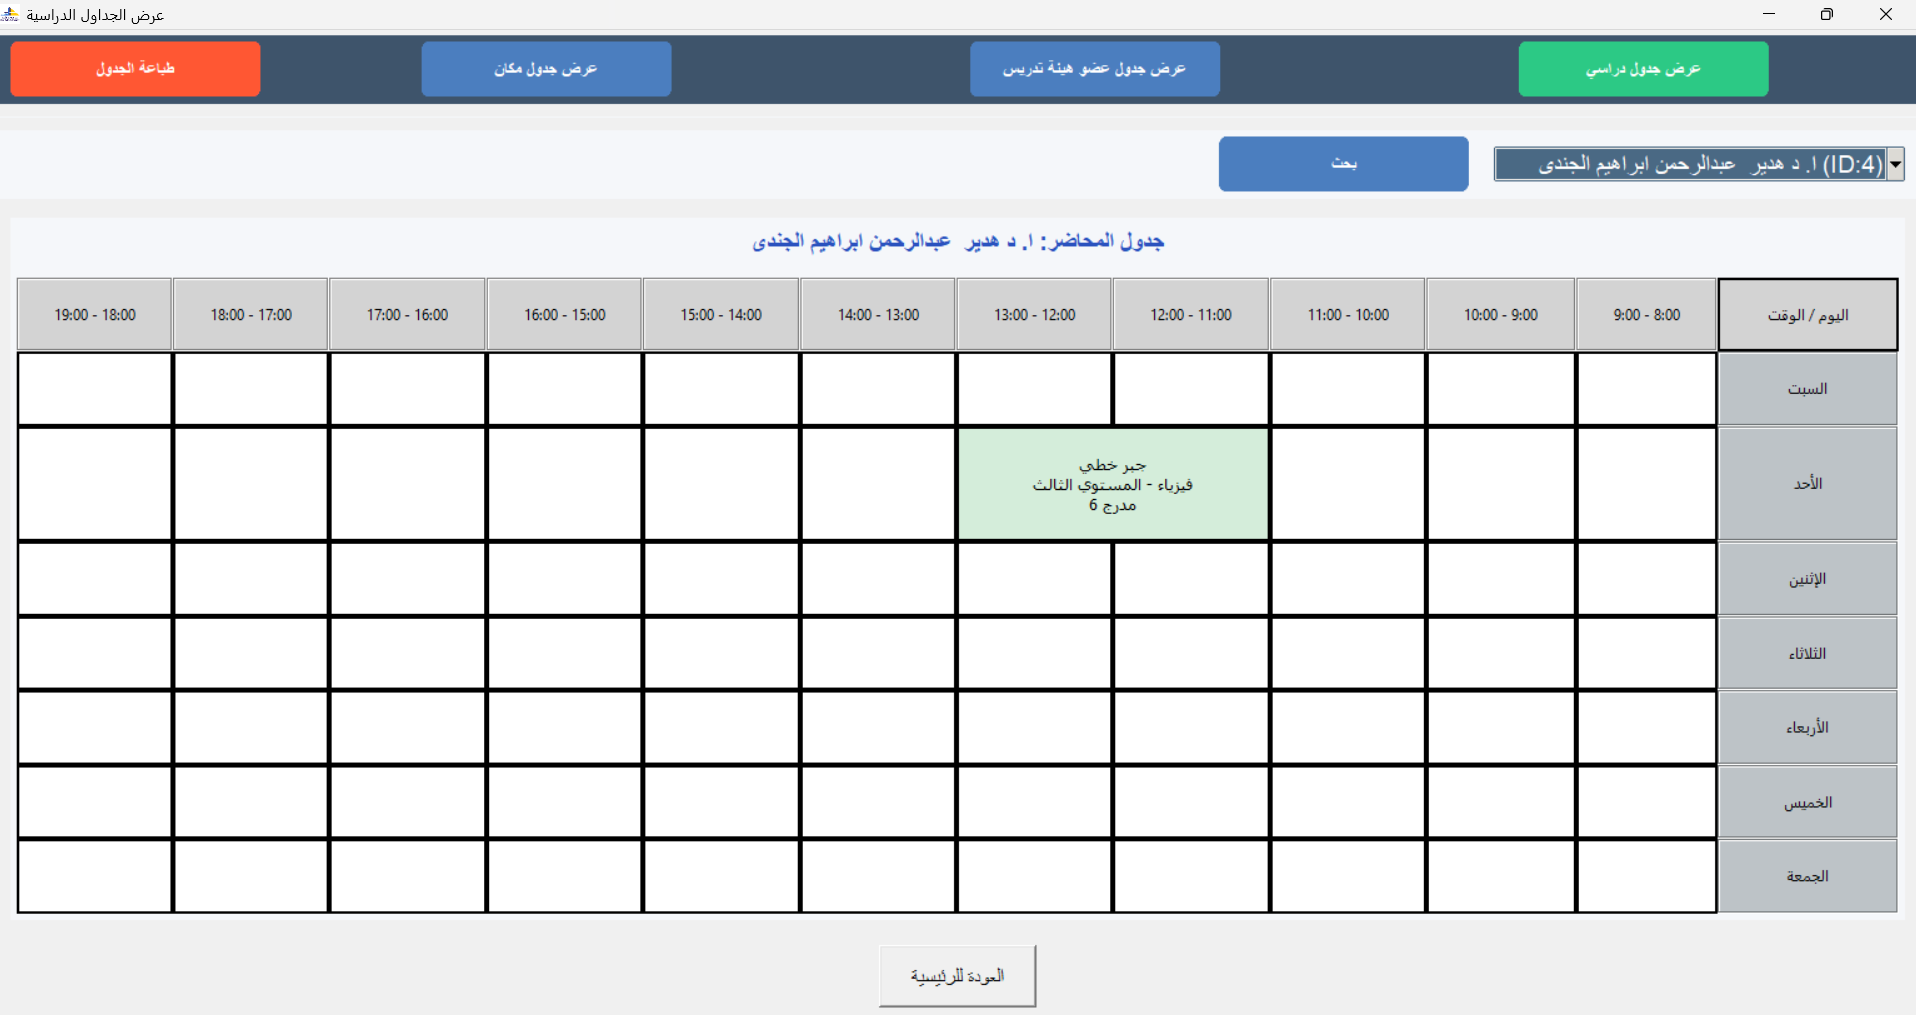 عرض الجداول الدراسية
عرض جدول دراسي
عرض جدول عضو هيئة تدريس
عرض جدول مكان
طباعة الجدول
(ID:4) ا. د هدير عبدالرحمن ابراهيم الجندى
بحث
جدول المحاضر: ا. د هدير عبدالرحمن ابراهيم الجندى
اليوم / الوقت
8:00 - 9:00
9:00 - 10:00
10:00 - 11:00
11:00 - 12:00
12:00 - 13:00
13:00 - 14:00
14:00 - 15:00
15:00 - 16:00
16:00 - 17:00
17:00 - 18:00
18:00 - 19:00
السبت
الأحد
جبر خطي
فيزياء - المستوي الثالث
مدرج 6
الإثنين
الثلاثاء
الأربعاء
الخميس
الجمعة
العودة للرئيسية